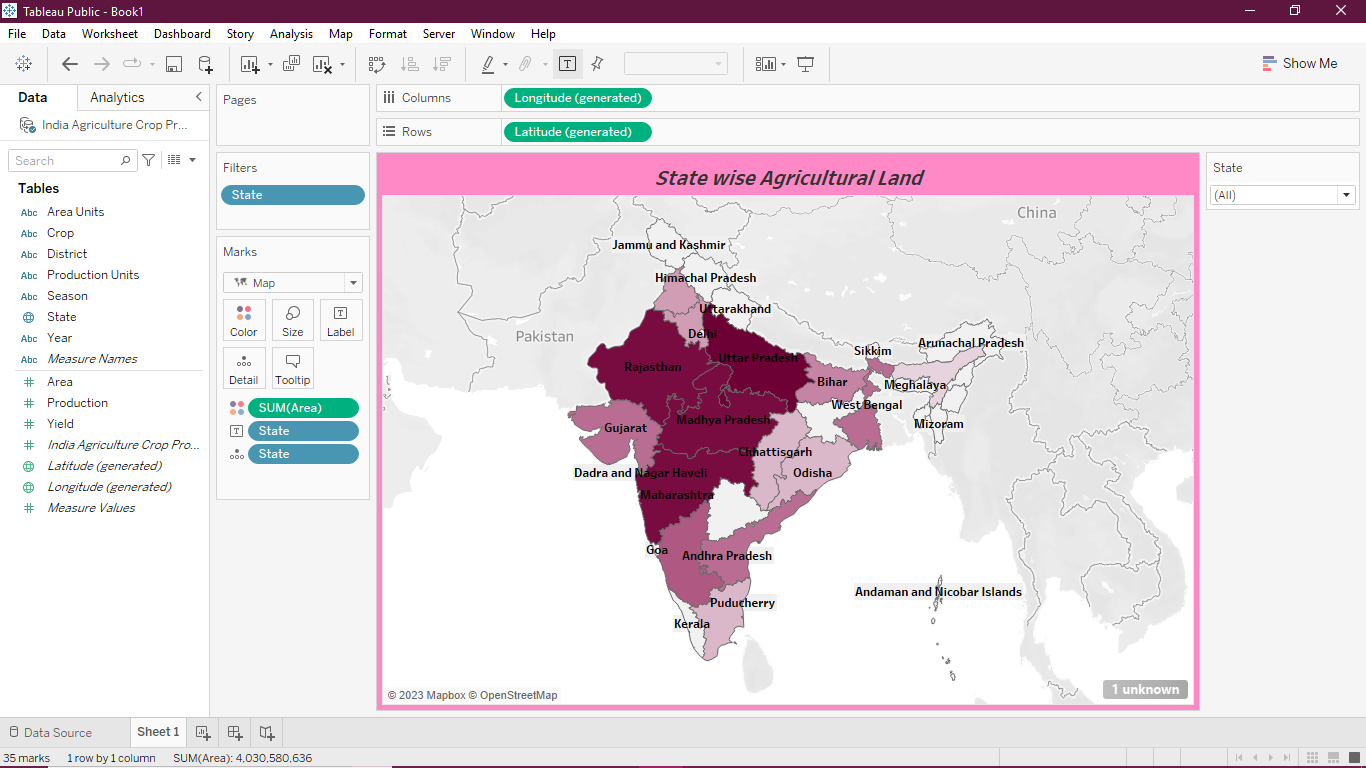 Tableau Public - Book1
File Data Worksheet Dashboard Story Analysis Map Format Server Window Help
Show Me
Data Analytics
India Agriculture Crop Pr...
Search
Tables
Abc Area Units
Abc Crop
Abc District
Abc Production Units
Abc Season
State
Abc Year
Abc Measure Names
Area
Production
Yield
India Agriculture Crop Pro...
Latitude (generated)
Longitude (generated)
Measure Values
Pages
Filters
State
Marks
Map
Color Size Label
Detail Tooltip
SUM(Area)
State
State
Columns Longitude (generated)
Rows Latitude (generated)
State wise Agricultural Land
China
Jammu and Kashmir
Himachal Pradesh
Uttarakhand
Pakistan
Delhi
Arunachal Pradesh
Sikkim
Uttar Pradesh
Rajasthan
Bihar
Meghalaya
West Bengal
Madhya Pradesh
Mizoram
Gujarat
Chhattisgarh
Dadra and Nagar Haveli
Odisha
Maharashtra
Goa
Andhra Pradesh
Andaman and Nicobar Islands
Puducherry
Kerala
© 2023 Mapbox © OpenStreetMap
1 unknown
State
(All)
Data Source Sheet 1
35 marks 1 row by 1 column SUM(Area): 4,030,580,636